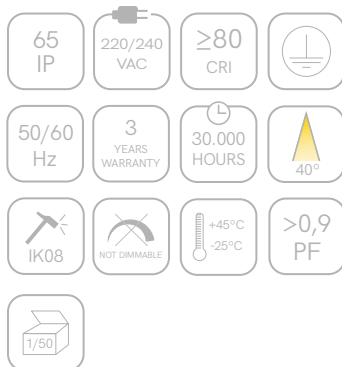 65
IP
220/240
VAC
≥80
CRI
50/60
Hz
3
YEARS
WARRANTY
30.000
HOURS
40°
IK08
NOT DIMMABLE
+45°C
-25°C
>0,9
PF
1/50